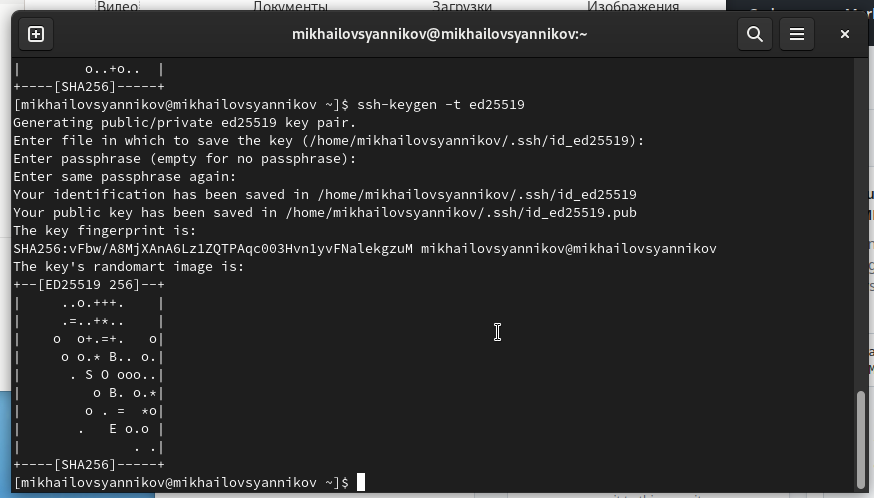 Видео Документы Загрузки Изображения
mikhailovsyannikov@mikhailovsyannikov:~
|        o..+o..  |
+----[SHA256]-----+
[mikhailovsyannikov@mikhailovsyannikov ~]$ ssh-keygen -t ed25519
Generating public/private ed25519 key pair.
Enter file in which to save the key (/home/mikhailovsyannikov/.ssh/id_ed25519):
Enter passphrase (empty for no passphrase):
Enter same passphrase again:
Your identification has been saved in /home/mikhailovsyannikov/.ssh/id_ed25519
Your public key has been saved in /home/mikhailovsyannikov/.ssh/id_ed25519.pub
The key fingerprint is:
SHA256:vFbw/A8MjXAnA6Lz1ZQTPAqc003Hvn1yvFNalekgzuM mikhailovsyannikov@mikhailovsyannikov
The key's randomart image is:
+--[ED25519 256]--+
|     ..o.+++.    |
|     .=..+*..    |
|    o  o+.=+.   o|
|     o o.* B.. o.|
|      . S O ooo..|
|         o B. o.*|
|        o . =  *o|
|       .   E o.o |
|              . .|
+----[SHA256]-----+
[mikhailovsyannikov@mikhailovsyannikov ~]$